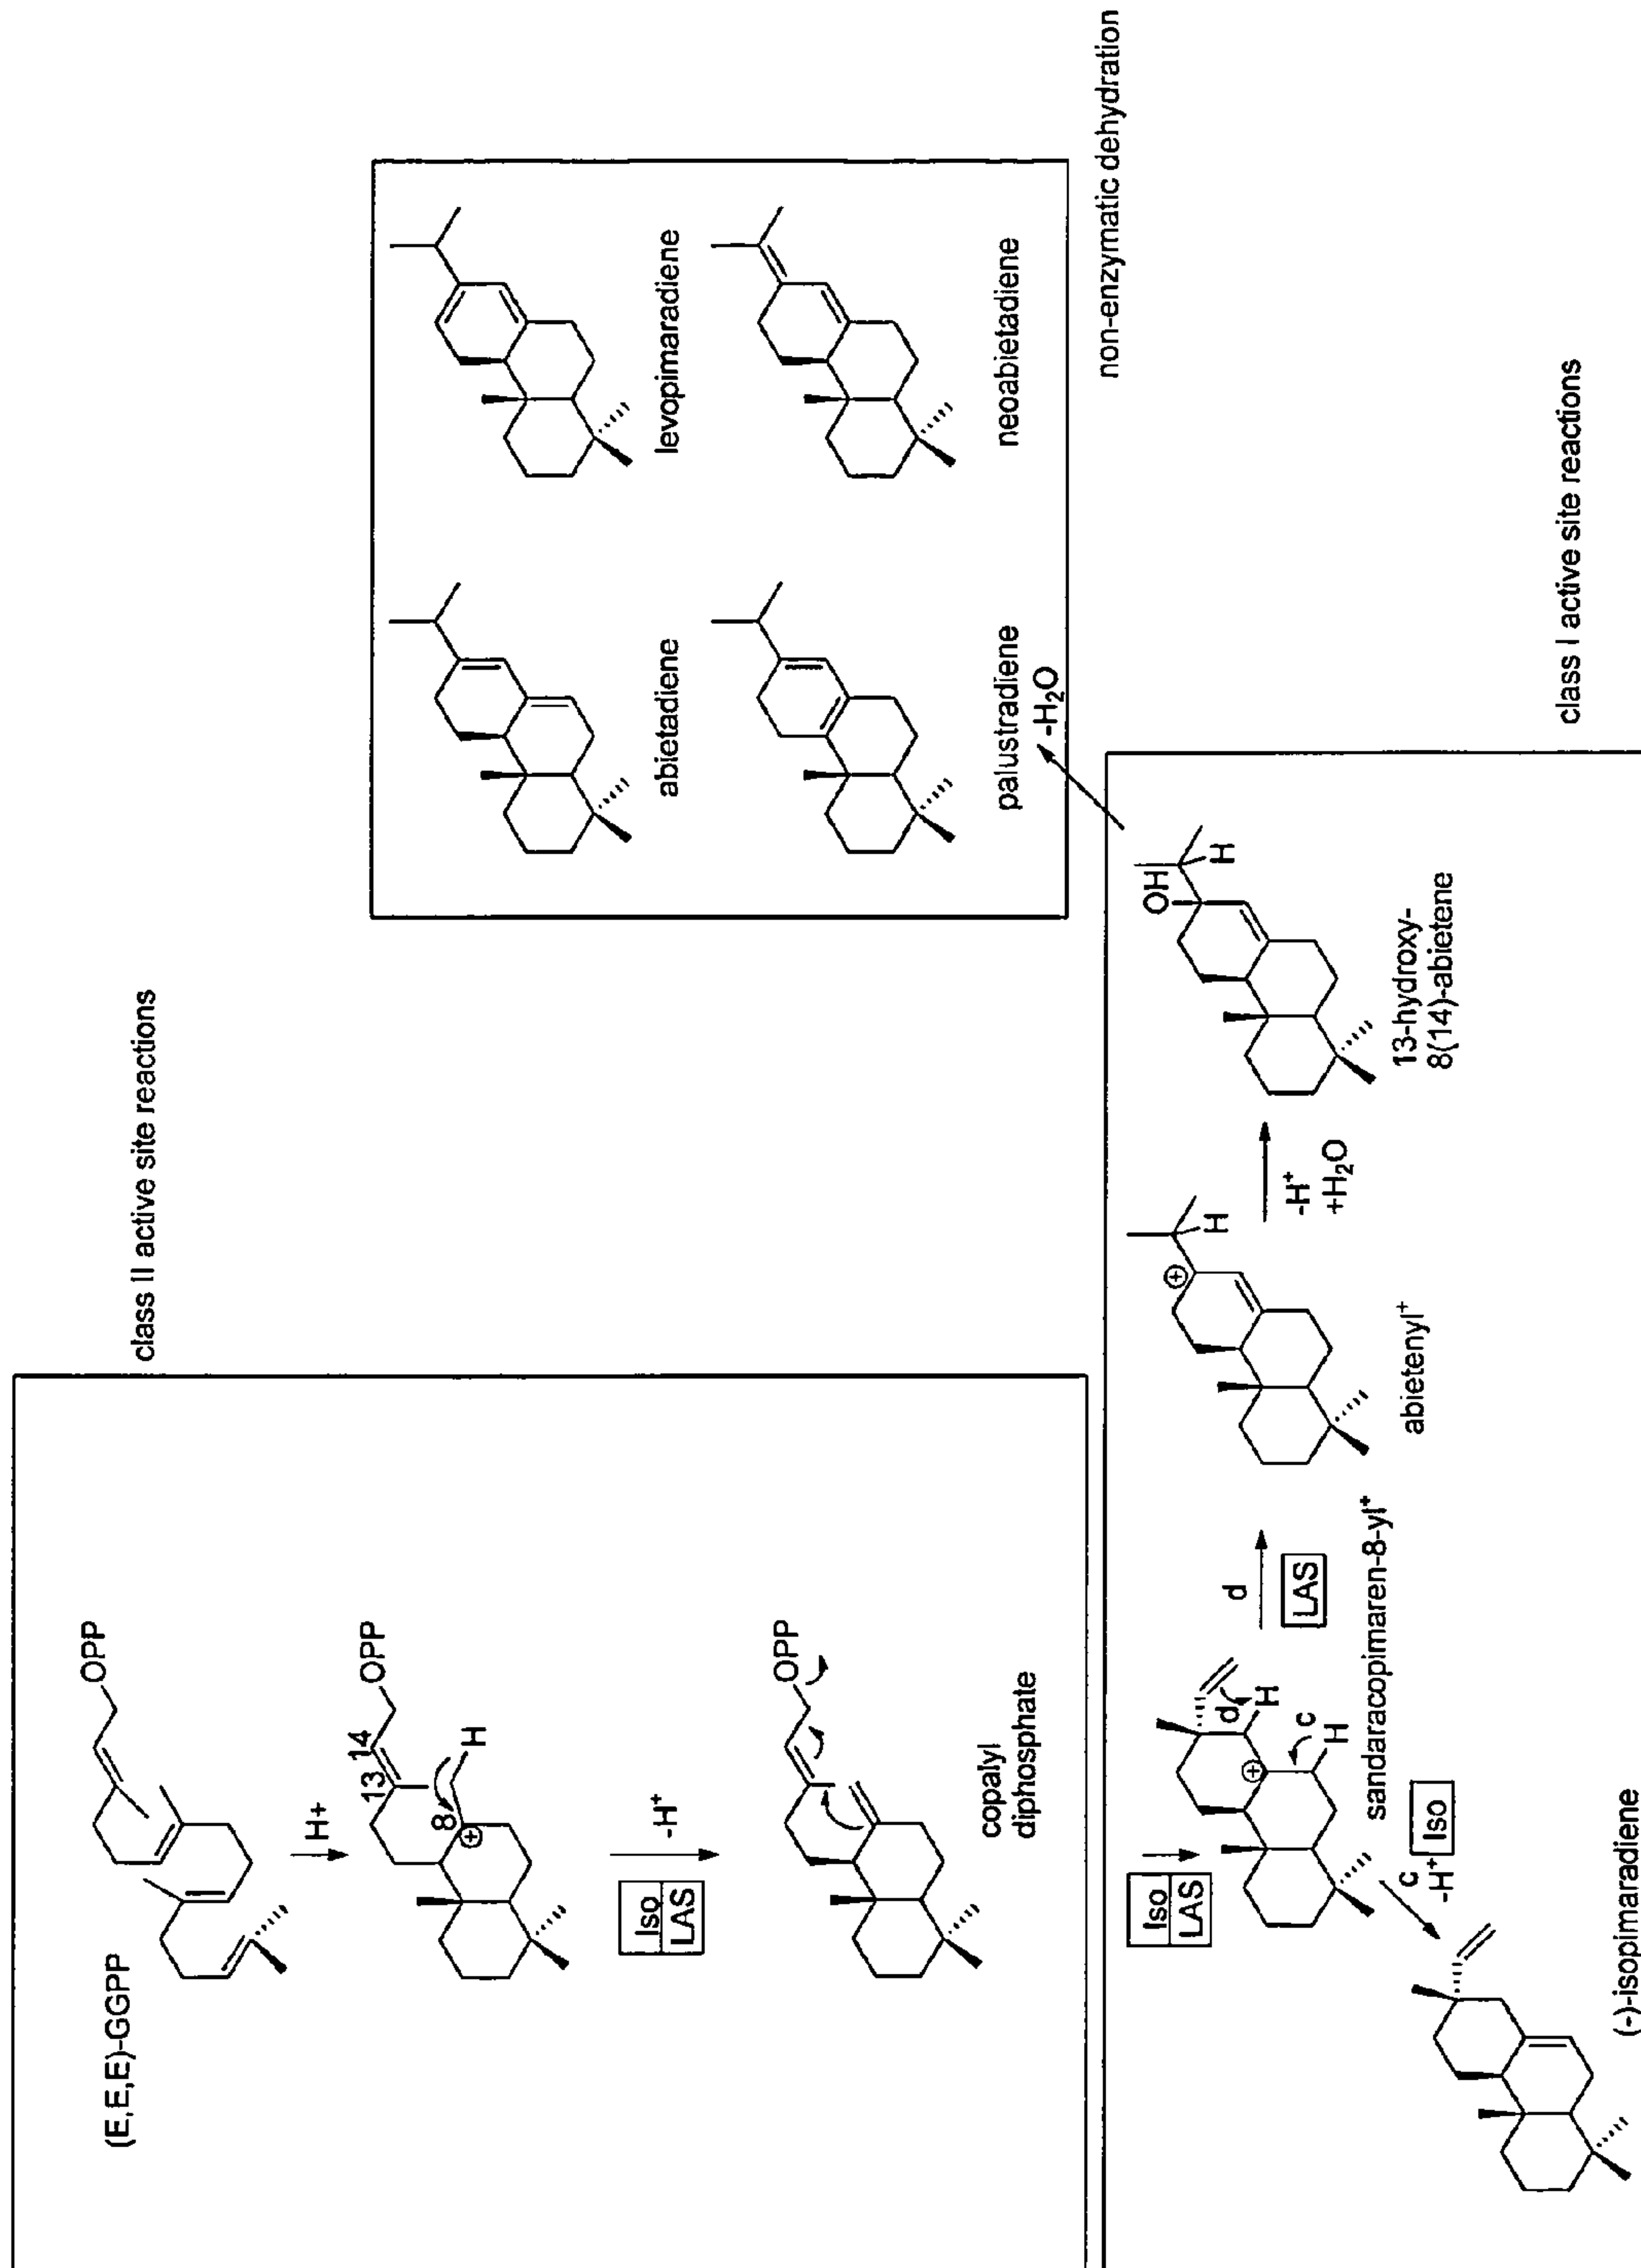 class II active site reactions
(E,E,E)-GGPP
OPP
H+
13 14
OPP
8
⊕
H
Iso
LAS
-H⁺
OPP
copalyl
diphosphate
abietadiene
levopimaradiene
palustradiene
neoabietadiene
-H₂O
non-enzymatic dehydration
Iso
LAS
d
H
⊕
c
H
sandaracopimaren-8-yl⁺
c
-H⁺
Iso
(-)-isopimaradiene
d
LAS
⊕
H
abietenyl⁺
-H⁺
+H₂O
OH
H
13-hydroxy-
8(14)-abietene
class I active site reactions